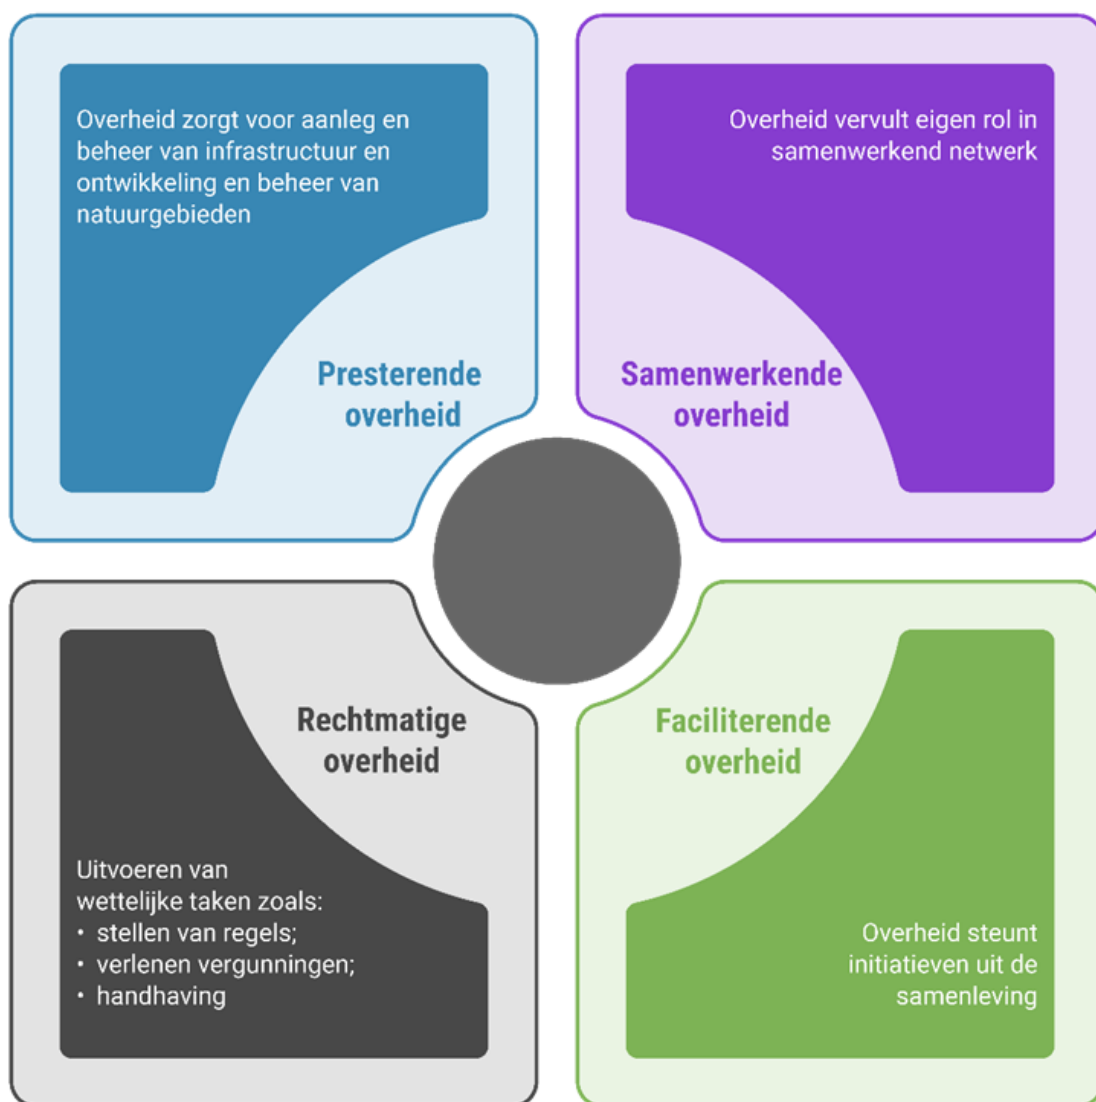 Overheid zorgt voor aanleg en
beheer van infrastructuur en
ontwikkeling en beheer van
natuurgebieden
Presterende
overheid
Overheid vervult eigen rol in
samenwerkend netwerk
Samenwerkende
overheid
Rechtmatige
overheid
Uitvoeren van
wettelijke taken zoals:
• stellen van regels;
• verlenen vergunningen;
• handhaving
Faciliterende
overheid
Overheid steunt
initiatieven uit de
samenleving